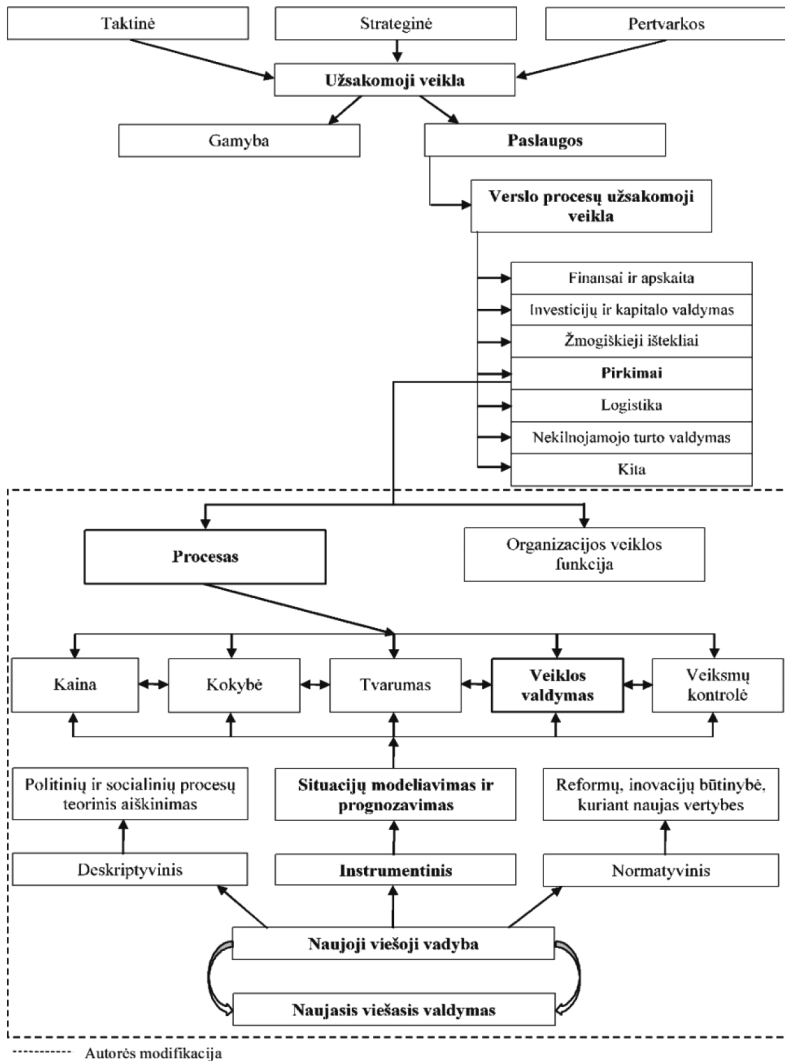 Taktinė
Strateginė
Pertvarkos
Užsakomoji veikla
Gamyba
Paslaugos
Verslo procesų užsakomoji
veikla
Finansai ir apskaita
Investicijų ir kapitalo valdymas
Žmogiškieji ištekliai
Pirkimai
Logistika
Nekilnojamojo turto valdymas
Kita
Procesas
Organizacijos veiklos
funkcija
Kaina
Kokybė
Tvarumas
Veiklos
valdymas
Veiksmų
kontrolė
Politinių ir socialinių procesų
teorinis aiškinimas
Situacijų modeliavimas ir
prognozavimas
Reformų, inovacijų būtinybė,
kuriant naujas vertybes
Deskriptyvinis
Instrumentinis
Normatyvinis
Naujoji viešoji vadyba
Naujasis viešasis valdymas
Autorės modifikacija